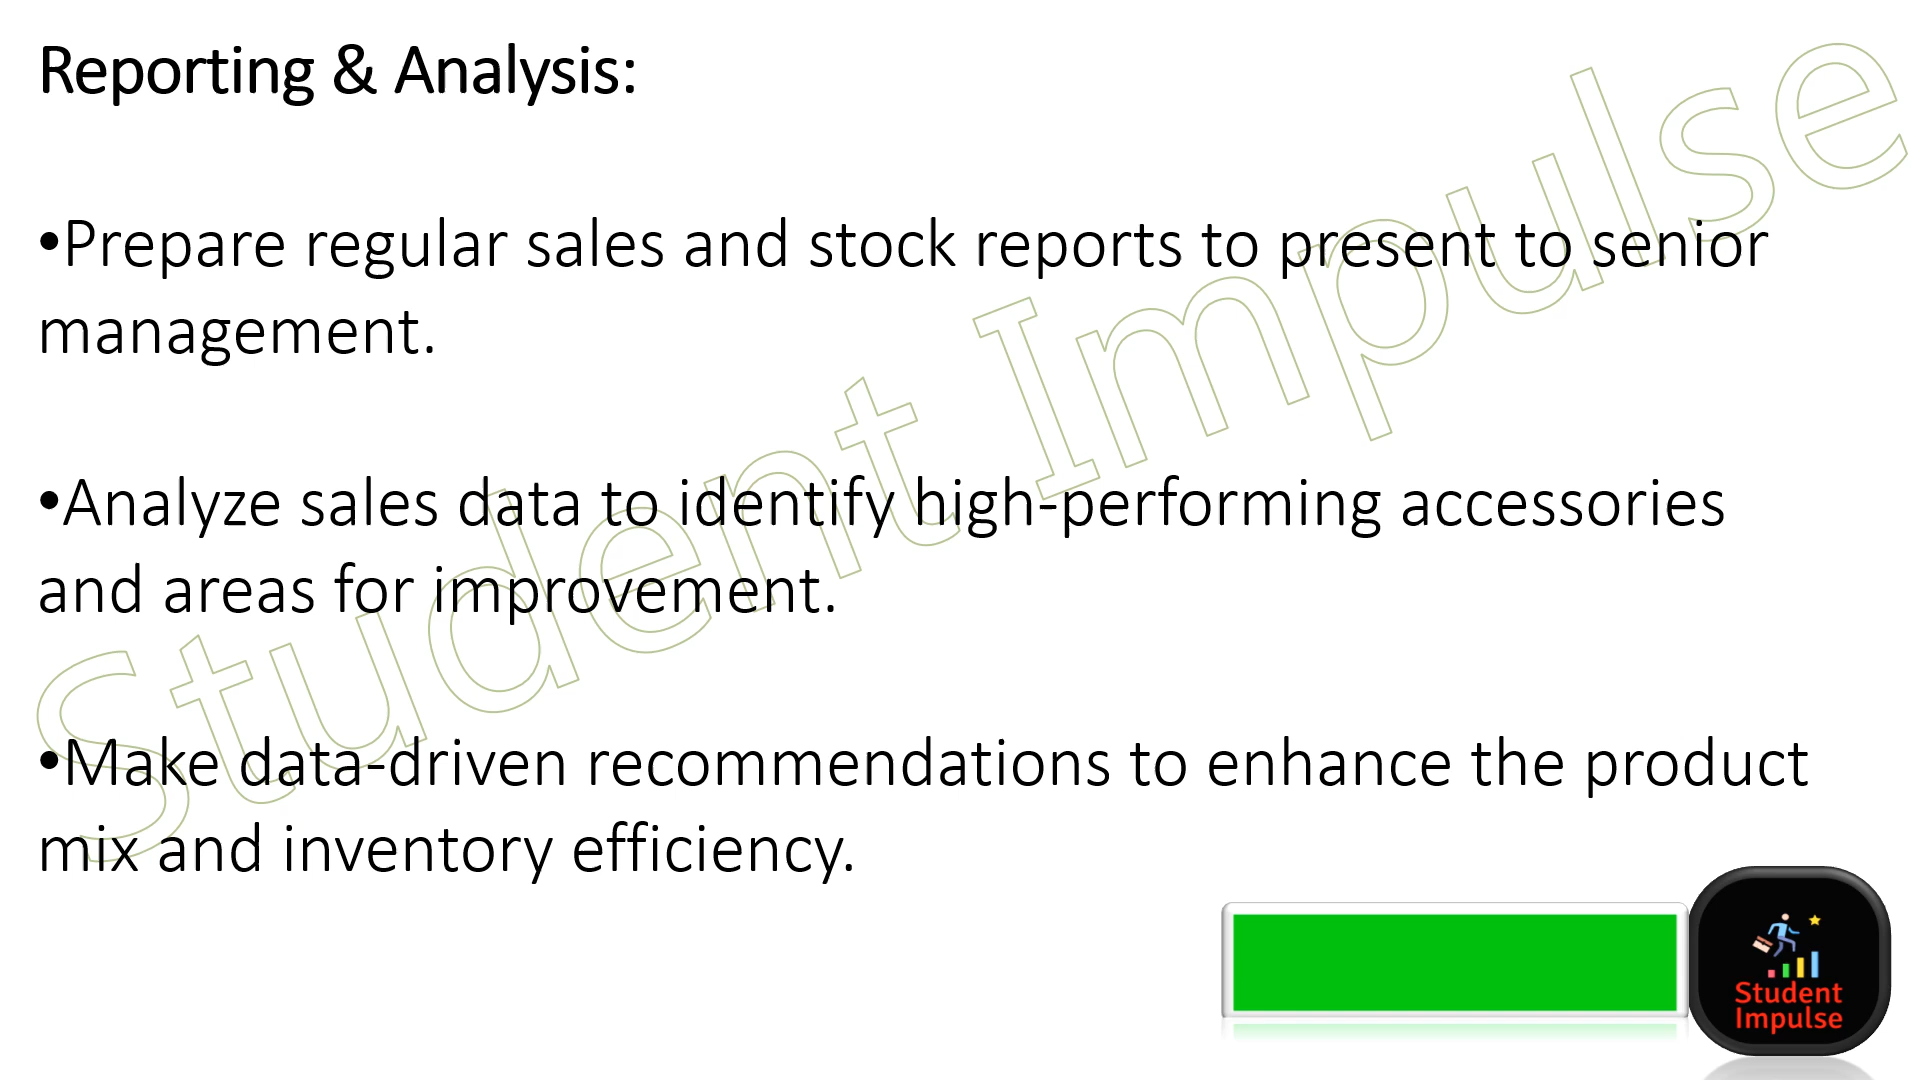 Reporting & Analysis:
•Prepare regular sales and stock reports to present to senior
management.
•Analyze sales data to identify high-performing accessories
and areas for improvement.
•Make data-driven recommendations to enhance the product
mix and inventory efficiency.
Student Impulse
Student
Impulse